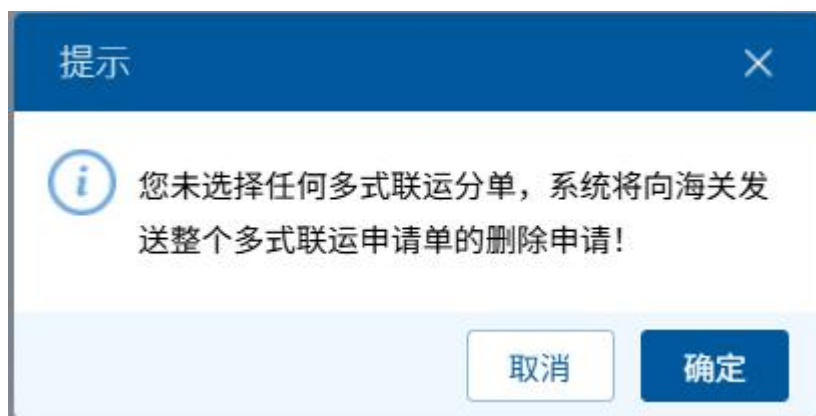 提示
您未选择任何多式联运分单，系统将向海关发
送整个多式联运申请单的删除申请！
取消
确定